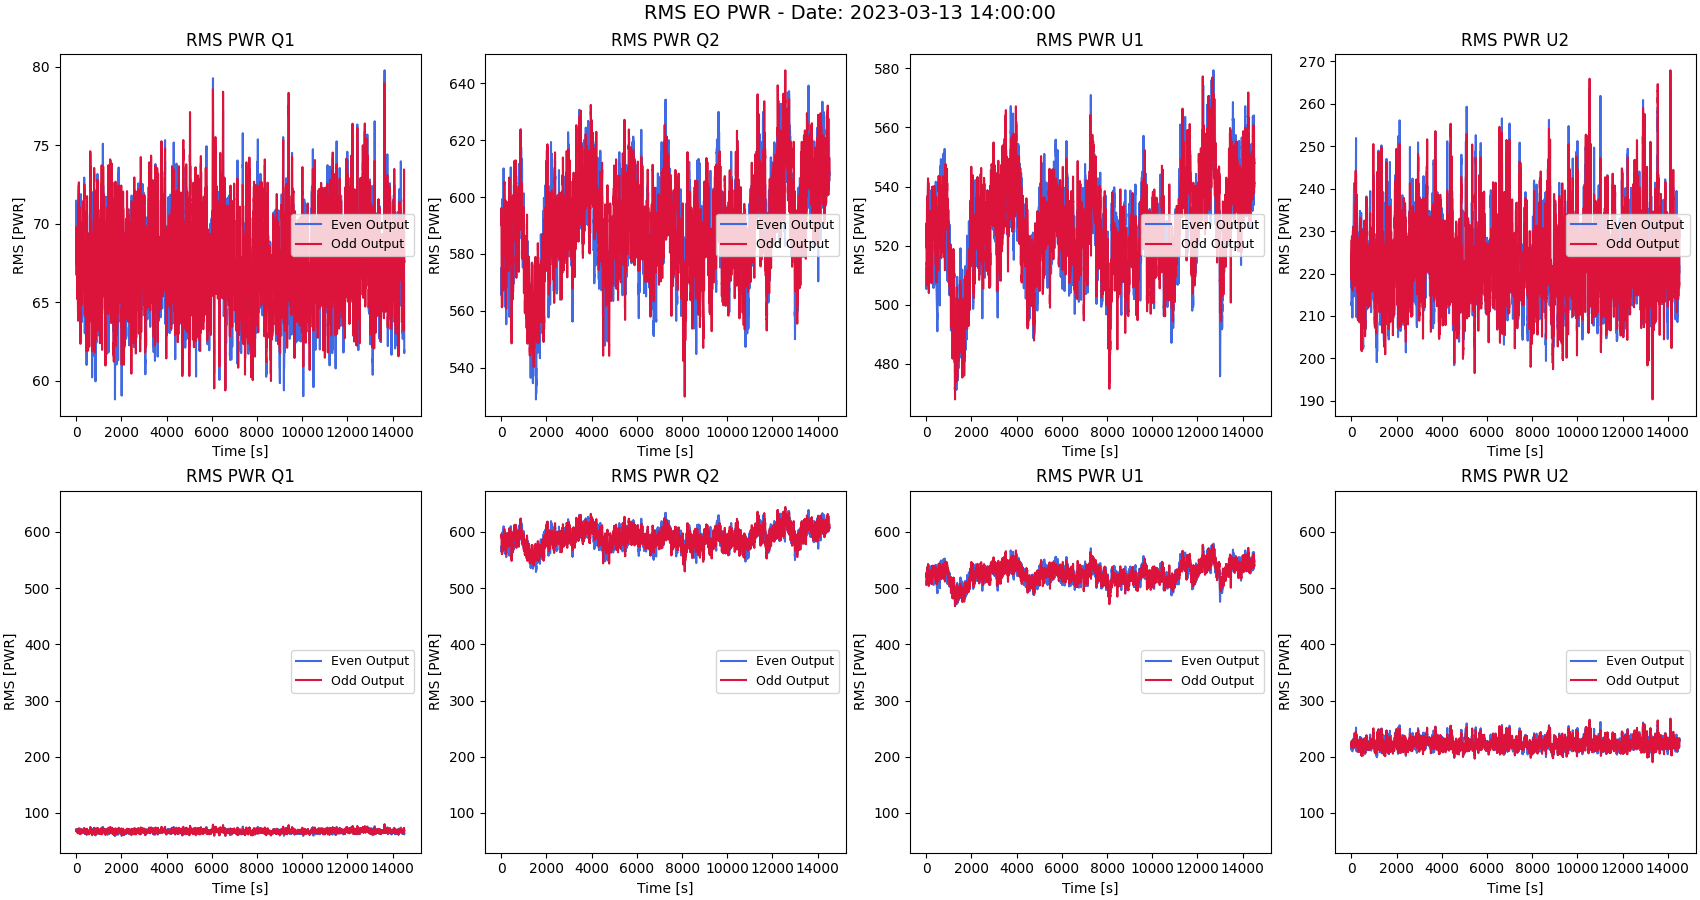 RMS EO PWR - Date: 2023-03-13 14:00:00
RMS PWR Q1
RMS [PWR]
80
75
70
65
60
Even Output
Odd Output
0 2000 4000 6000 8000 10000 12000 14000
Time [s]
RMS PWR Q2
RMS [PWR]
640
620
600
580
560
540
Even Output
Odd Output
0 2000 4000 6000 8000 10000 12000 14000
Time [s]
RMS PWR U1
RMS [PWR]
580
560
540
520
500
480
Even Output
Odd Output
0 2000 4000 6000 8000 10000 12000 14000
Time [s]
RMS PWR U2
RMS [PWR]
270
260
250
240
230
220
210
200
190
Even Output
Odd Output
0 2000 4000 6000 8000 10000 12000 14000
Time [s]
RMS PWR Q1
RMS [PWR]
600
500
400
300
200
100
Even Output
Odd Output
0 2000 4000 6000 8000 10000 12000 14000
Time [s]
RMS PWR Q2
RMS [PWR]
600
500
400
300
200
100
Even Output
Odd Output
0 2000 4000 6000 8000 10000 12000 14000
Time [s]
RMS PWR U1
RMS [PWR]
600
500
400
300
200
100
Even Output
Odd Output
0 2000 4000 6000 8000 10000 12000 14000
Time [s]
RMS PWR U2
RMS [PWR]
600
500
400
300
200
100
Even Output
Odd Output
0 2000 4000 6000 8000 10000 12000 14000
Time [s]